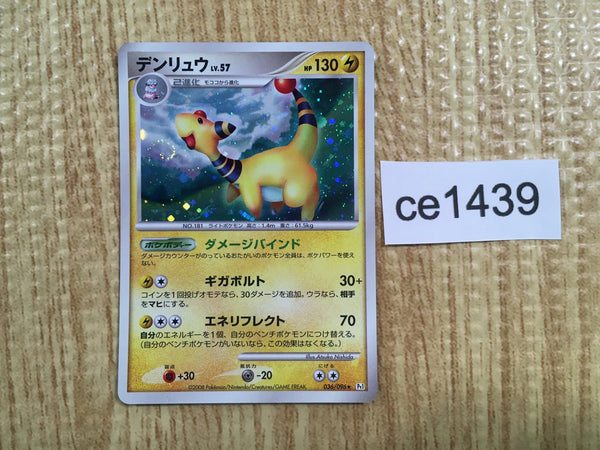 デンリュウ LV.57 HP 130
2進化 モココから進化
NO.181 ライトポケモン 高さ:1.4m 重さ:61.5kg
ポケボディー ダメージバインド
ダメージカウンターがのっているおたがいのポケモン全員は、ポケパワーを使え
ない。
ギガボルト 30+
コインを1回投げオモテなら、30ダメージを追加。ウラなら、相手
をマヒにする。
エネリフレクト 70
自分のエネルギーを1個、自分のベンチポケモンにつけ替える。
(自分のベンチポケモンがいないなら、この効果はなくなる。)
Illus. Atsuko Nishida
弱点 +30 抵抗力 -20 にげる
©2008 Pokémon/Nintendo/Creatures/GAME FREAK. 036/096★
ce1439